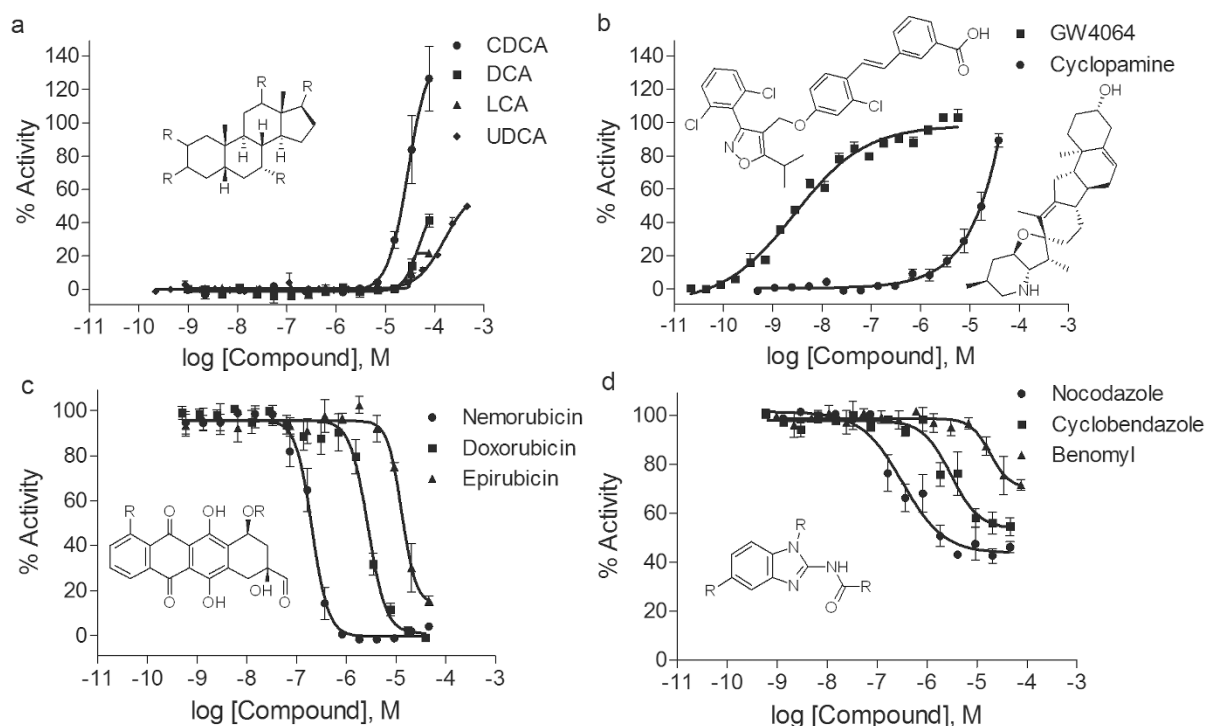 a
140
120
100
80
60
40
20
0
% Activity
-11 -10 -9 -8 -7 -6 -5 -4 -3
log [Compound], M
CDCA
DCA
LCA
UDCA
R
R
R
R
H
H
H
H
b
140
120
100
80
60
40
20
0
% Activity
-11 -10 -9 -8 -7 -6 -5 -4 -3
log [Compound], M
GW4064
Cyclopamine
OH
O
Cl
Cl
Cl
O
N
O
HO
H
H
H
O
H
H
NH
c
100
80
60
40
20
0
% Activity
-11 -10 -9 -8 -7 -6 -5 -4 -3
log [Compound], M
Nemorubicin
Doxorubicin
Epirubicin
R O OH OR
O OH OH O
d
100
80
60
40
20
0
% Activity
-11 -10 -9 -8 -7 -6 -5 -4 -3
log [Compound], M
Nocodazole
Cyclobendazole
Benomyl
R
N
NH
R
N
O
R